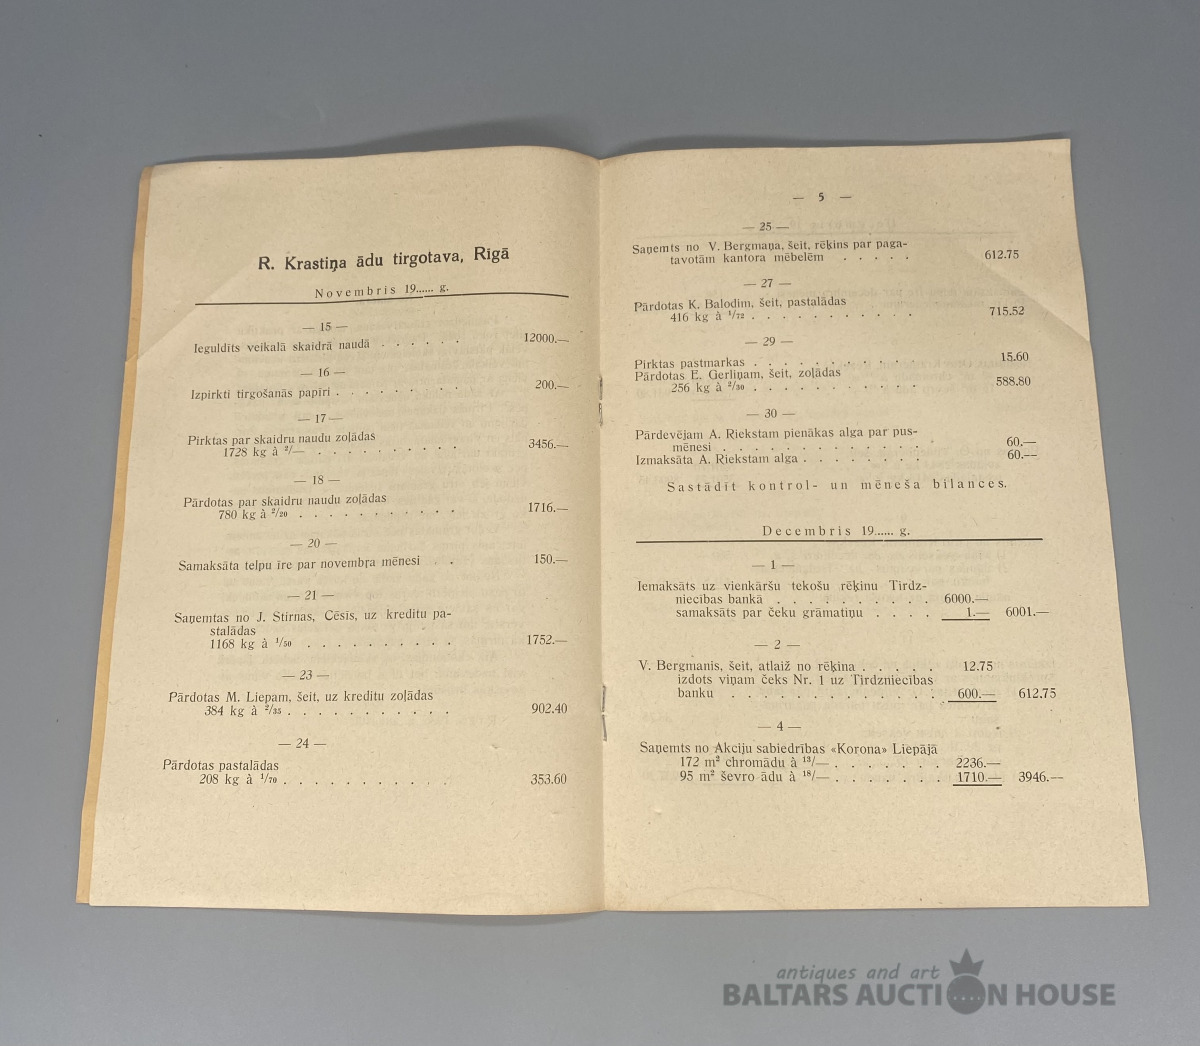 R. Krastiņa ādu tirgotava, Rīgā
Novembris 19...... g.
— 15 —
Ieguldīts veikalā skaidrā naudā . . . . . . 12000.—
— 16 —
Izpirkti tirgošanās papīri . . . . . . . . 200.—
— 17 —
Pirktas par skaidru naudu zoļādas
1728 kg à ²/— . . . . . . . . . . 3456.—
— 18 —
Pārdotas par skaidru naudu zoļādas
780 kg à ²/₂₀ . . . . . . . . . . . 1716.—
— 20 —
Samaksāta telpu īre par novembra mēnesi . . 150.—
— 21 —
Saņemtas no J. Stirnas, Cēsīs, uz kreditu pa-
stalādas
1168 kg à ¹/₅₀ . . . . . . . . . . 1752.—
— 23 —
Pārdotas M. Liepam, šeit, uz kreditu zoļādas
384 kg à ²/₃₅ . . . . . . . . . . . 902.40
— 24 —
Pārdotas pastalādas
208 kg à ¹/₇₀ . . . . . . . . . . . 353.60
— 5 —
— 25 —
Saņemts no V. Bergmaņa, šeit, rēķins par paga-
tavotām kantora mēbelēm . . . . . 612.75
— 27 —
Pārdotas K. Balodim, šeit, pastalādas
416 kg à ¹/₇₂ . . . . . . . . . . . 715.52
— 29 —
Pirktas pastmarkas . . . . . . . . . . . 15.60
Pārdotas E. Gerliņam, šeit, zoļādas
256 kg à ²/₃₀ . . . . . . . . . . . 588.80
— 30 —
Pārdevējam A. Riekstam pienākas alga par pus-
mēnesi . . . . . . . . . . . . . 60.—
Izmaksāta A. Riekstam alga . . . . . . . . 60.—
Sastādīt kontrol- un mēneša bilances.
Decembris 19...... g.
— 1 —
Iemaksāts uz vienkāršu tekošu rēķinu Tirdz-
niecības bankā . . . . . . . . . . 6000.—
samaksāts par čeku grāmatiņu . . . . 1.— 6001.—
— 2 —
V. Bergmanis, šeit, atlaiž no rēķina . . . . . 12.75
izdots viņam čeks Nr. 1 uz Tirdzniecības
banku . . . . . . . . . . . . . 600.— 612.75
— 4 —
Saņemts no Akciju sabiedrības «Korona» Liepājā
172 m² chromādu à ¹³/— . . . . . . . 2236.—
95 m² ševro ādu à ¹⁸/— . . . . . . . 1710.— 3946.—
antiques and art
BALTARS AUCTION HOUSE